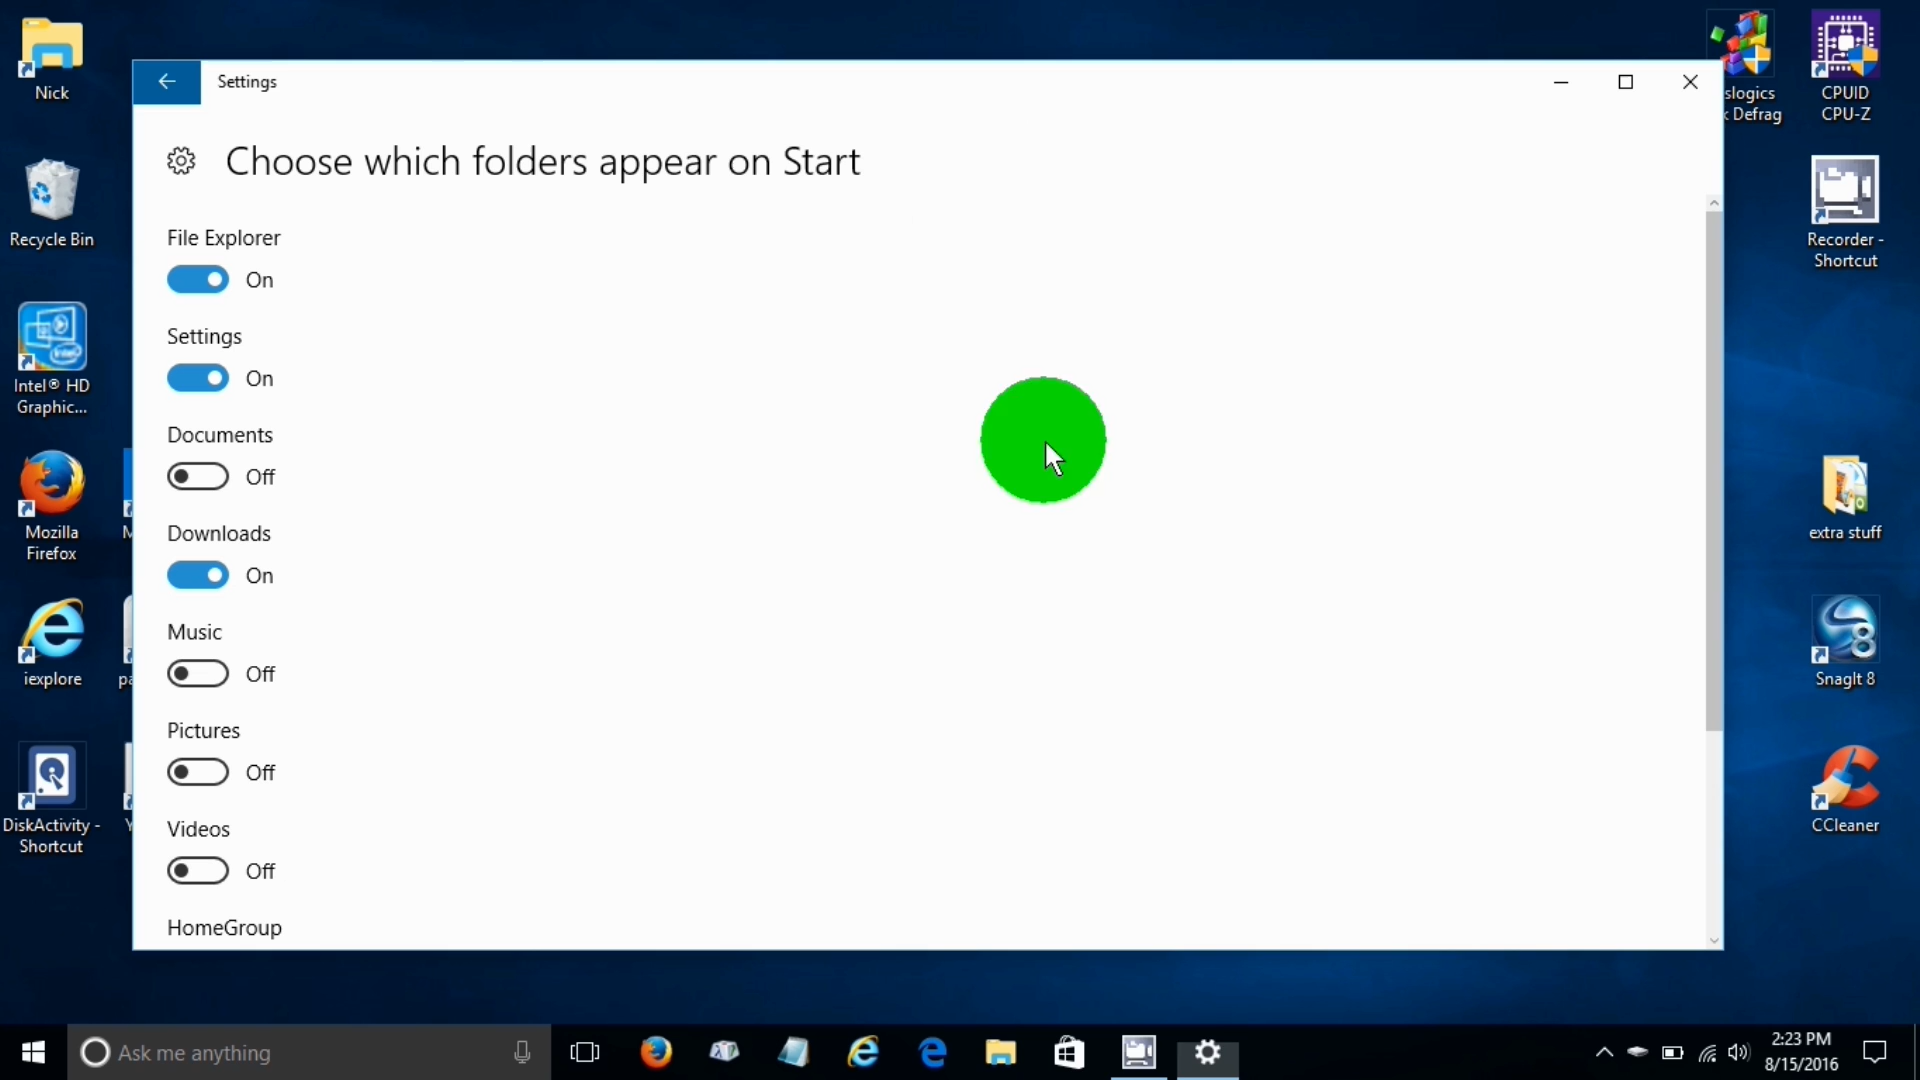 Settings
Choose which folders appear on Start
File Explorer
On
Settings
On
Documents
Off
Downloads
On
Music
Off
Pictures
Off
Videos
Off
HomeGroup
Nick
Recycle Bin
Intel® HD
Graphic...
Mozilla
Firefox
iexplore
DiskActivity -
Shortcut
slogics
Defrag
CPUID
CPU-Z
Recorder -
Shortcut
extra stuff
SnagIt 8
CCleaner
Ask me anything
2:23 PM
8/15/2016